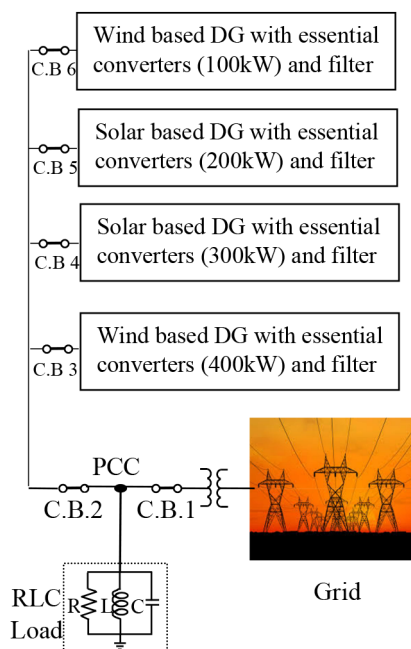 Wind based DG with essential
converters (100kW) and filter
C.B 6
Solar based DG with essential
converters (200kW) and filter
C.B 5
Solar based DG with essential
converters (300kW) and filter
C.B 4
Wind based DG with essential
converters (400kW) and filter
C.B 3
PCC
C.B.2
C.B.1
Grid
RLC
Load
R
L
C